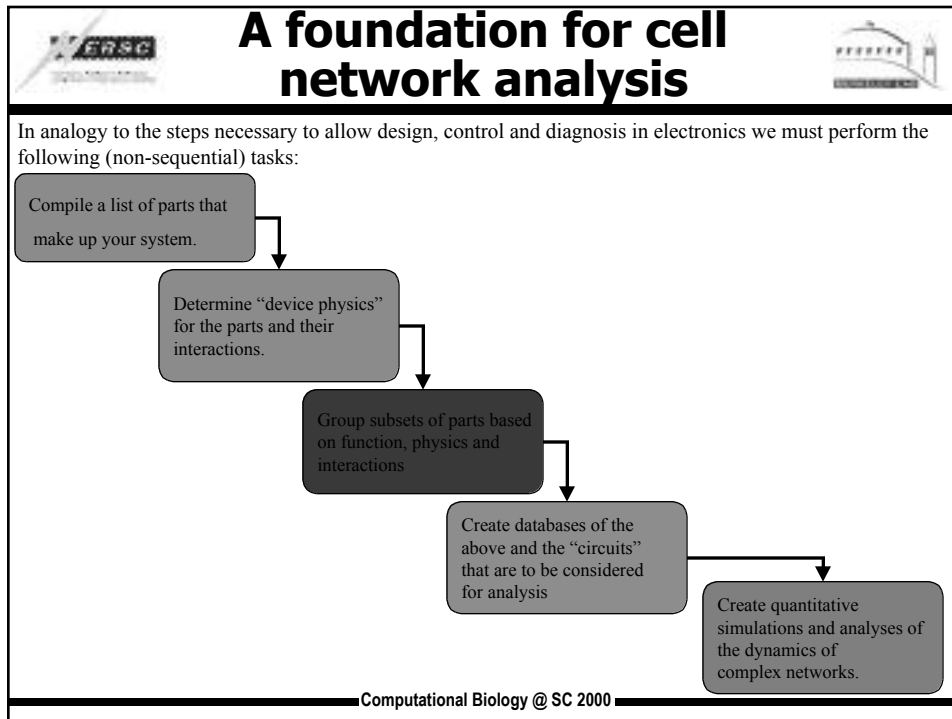 A foundation for cell
network analysis
In analogy to the steps necessary to allow design, control and diagnosis in electronics we must perform the
following (non-sequential) tasks:
Compile a list of parts that
make up your system.
Determine “device physics”
for the parts and their
interactions.
Group subsets of parts based
on function, physics and
interactions
Create databases of the
above and the “circuits”
that are to be considered
for analysis
Create quantitative
simulations and analyses of
the dynamics of
complex networks.
Computational Biology @ SC 2000